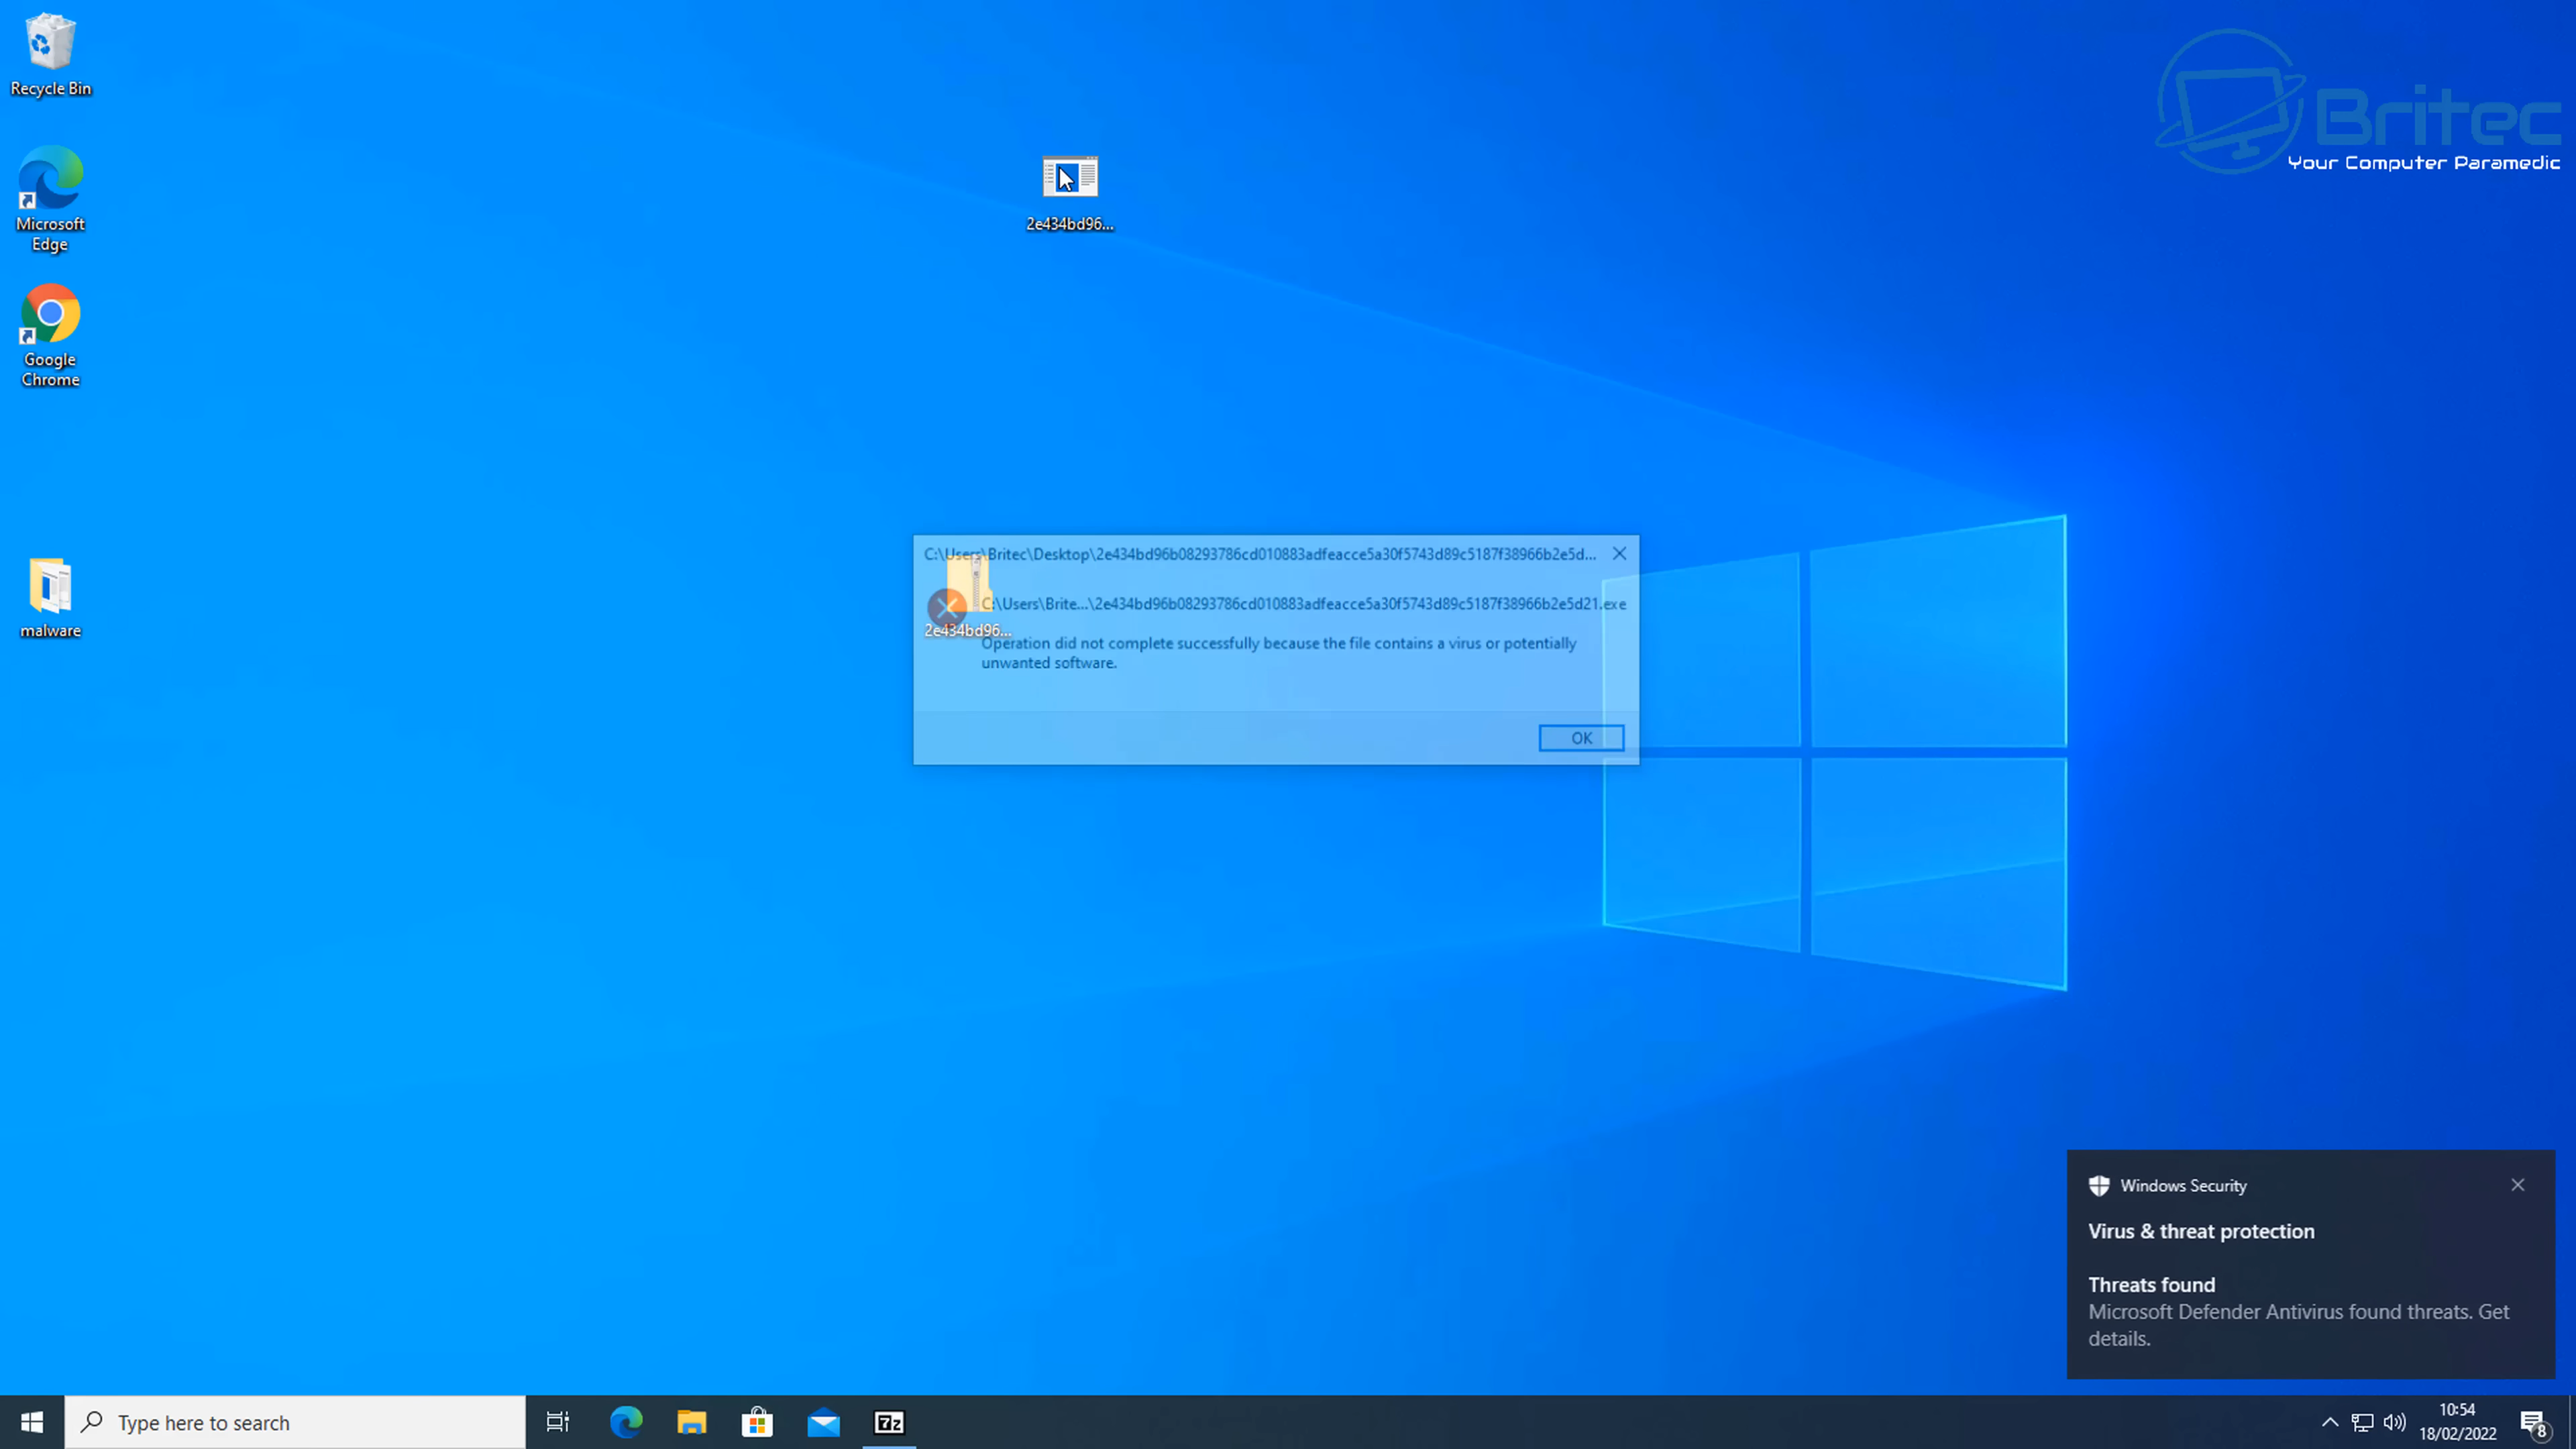 Recycle Bin
Microsoft
Edge
Google
Chrome
malware
2e434bd96...
Britec
Your Computer Paramedic
C:\Users\Britec\Desktop\2e434bd96b08293786cd010883adfeacce5a30f5743d89c5187f38966b2e5d...
C:\Users\Brite...\2e434bd96b08293786cd010883adfeacce5a30f5743d89c5187f38966b2e5d21.exe
2e434bd96...
Operation did not complete successfully because the file contains a virus or potentially
unwanted software.
OK
Windows Security
Virus & threat protection
Threats found
Microsoft Defender Antivirus found threats. Get
details.
Type here to search
7z
10:54
18/02/2022
8